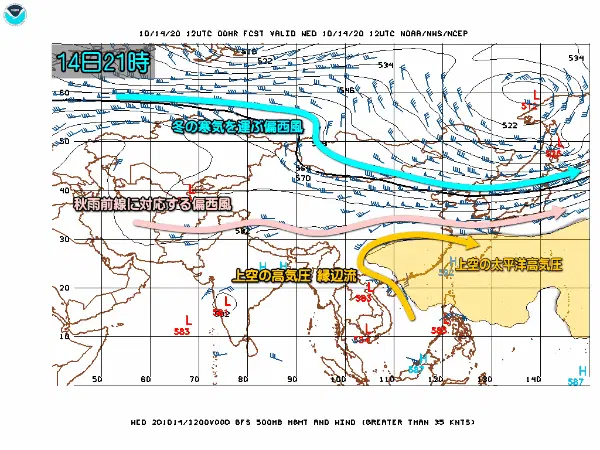 10/14/20 12UTC 00HR FCST VALID WED 10/14/20 12UTC NOAA/NWS/NCEP
14日21時
522
534
534
546
60
L
522
冬の寒気を運ぶ偏西風
50
570
40
L
秋雨前線に対応する偏西風
582
30
H H
上空の高気圧 縁辺流
H
582
上空の太平洋高気圧
20
L
582
L
583
L
583
L
583
L
10
H
H
587
50 60 70 80 90 100 110 120 130 140
WED 201014/1200V000 GFS 500MB HGHT AND WIND (GREATER THAN 35 KNTS)